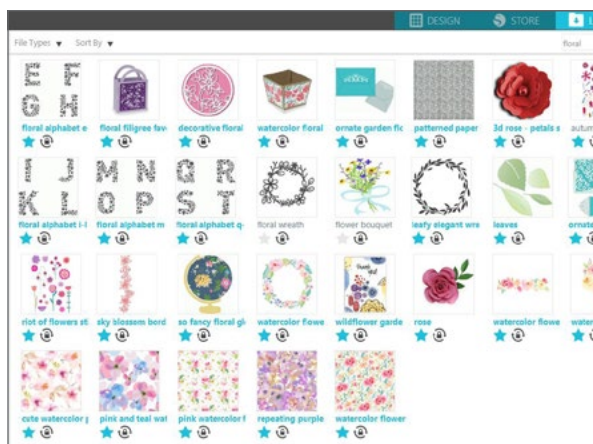 DESIGN STORE L
File Types Sort By floral
E F
G H
floral alphabet e floral filigree fav decorative floral watercolor floral ornate garden flo patterned paper 3d rose - petals s autum
I J M N Q R
K L O P S T
floral alphabet i-l floral alphabet m floral alphabet q- floral wreath flower bouquet leafy elegant wre leaves ornate
Thank you!
riot of flowers st sky blossom bord so fancy floral gl watercolor flowe wildflower garde rose watercolor flowe water
cute watercolor p pink and teal wat pink watercolor f repeating purple watercolor flower